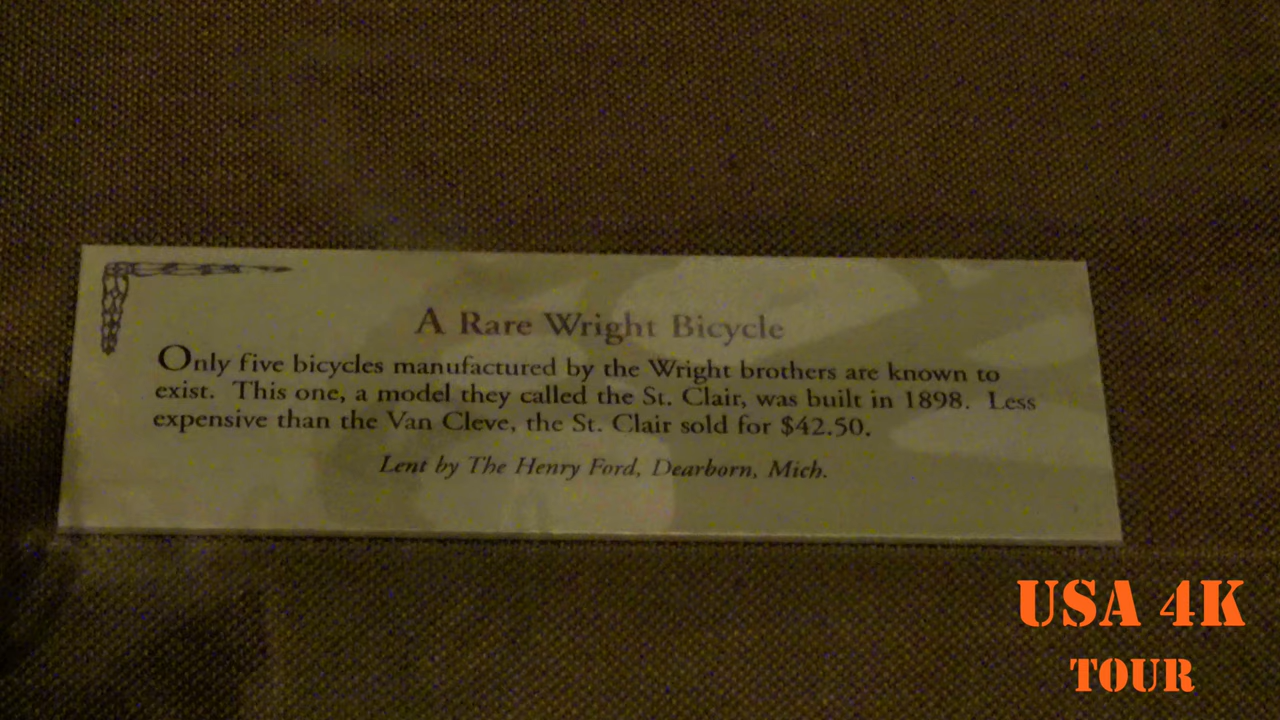 A Rare Wright Bicycle
Only five bicycles manufactured by the Wright brothers are known to
exist. This one, a model they called the St. Clair, was built in 1898. Less
expensive than the Van Cleve, the St. Clair sold for $42.50.
Lent by The Henry Ford, Dearborn, Mich.
USA 4K
TOUR